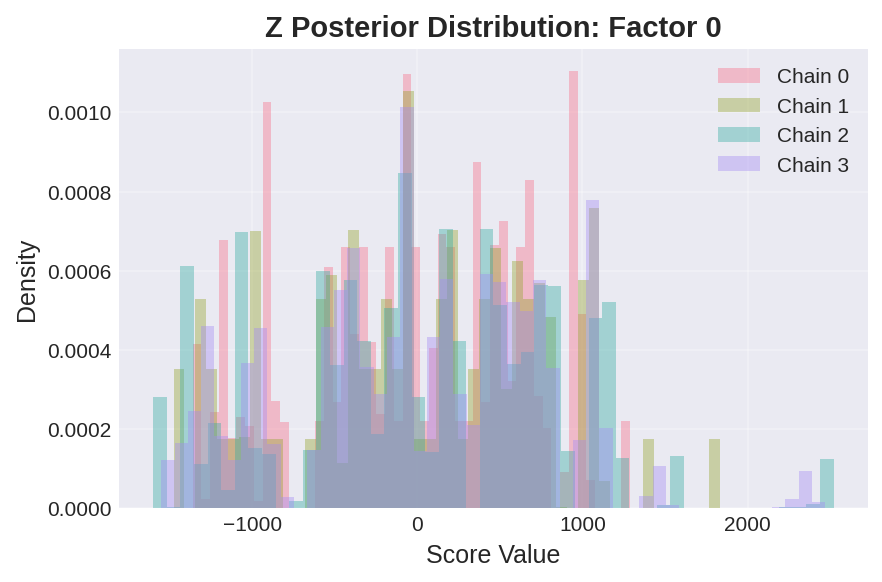 Z Posterior Distribution: Factor 0
Chain 0
Chain 1
Chain 2
Chain 3
Density
0.0010
0.0008
0.0006
0.0004
0.0002
0.0000
−1000
0
1000
2000
Score Value